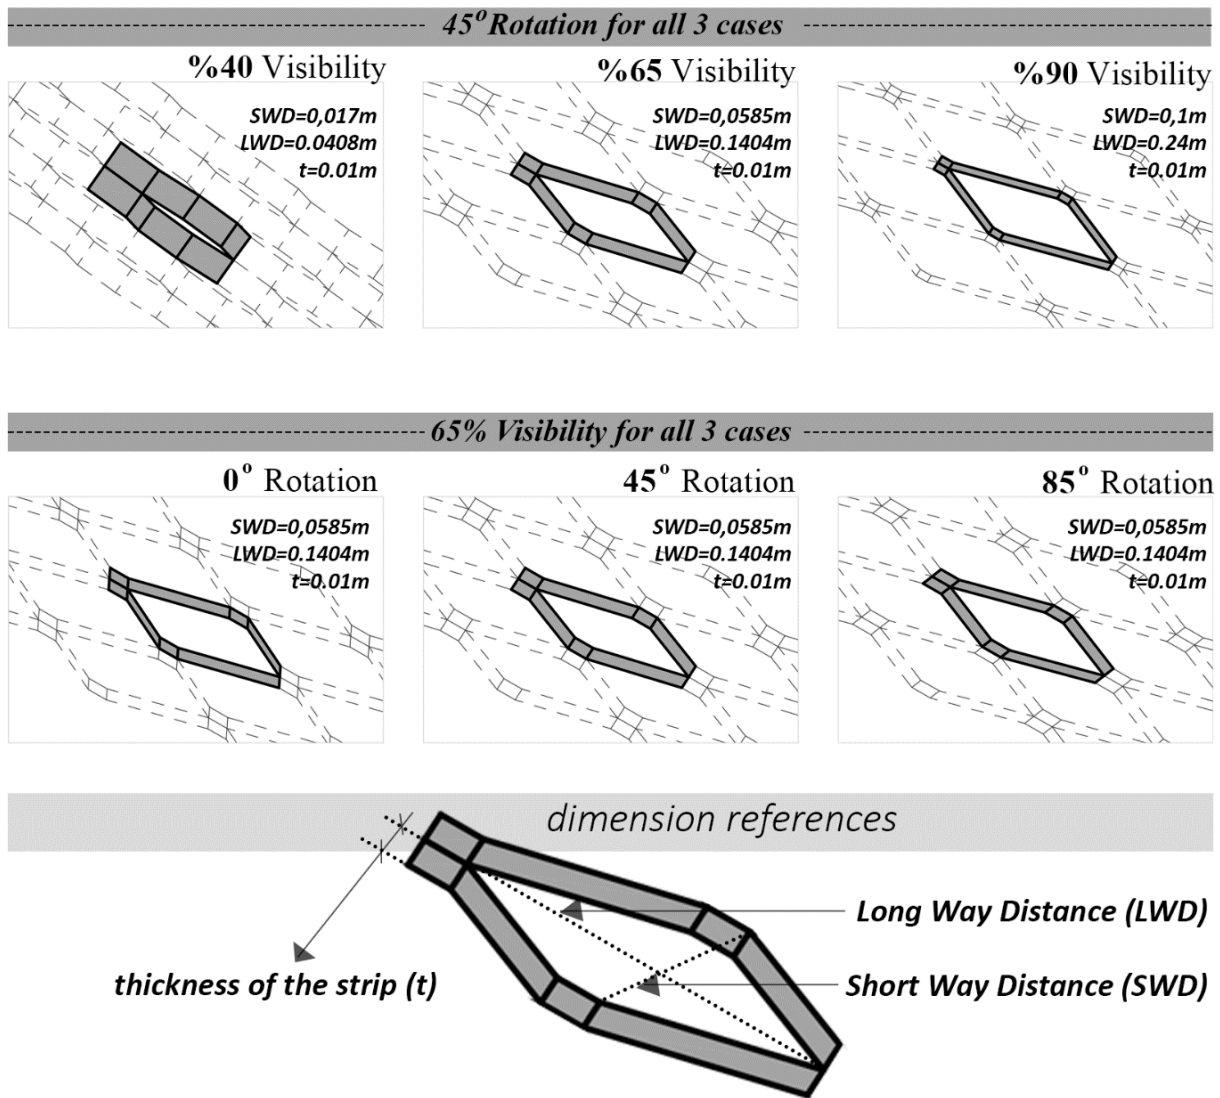 45° Rotation for all 3 cases
%40 Visibility
SWD=0,017m
LWD=0.0408m
t=0.01m
%65 Visibility
SWD=0,0585m
LWD=0.1404m
t=0.01m
%90 Visibility
SWD=0,1m
LWD=0.24m
t=0.01m
65% Visibility for all 3 cases
0° Rotation
SWD=0,0585m
LWD=0.1404m
t=0.01m
45° Rotation
SWD=0,0585m
LWD=0.1404m
t=0.01m
85° Rotation
SWD=0,0585m
LWD=0.1404m
t=0.01m
dimension references
Long Way Distance (LWD)
thickness of the strip (t)
Short Way Distance (SWD)